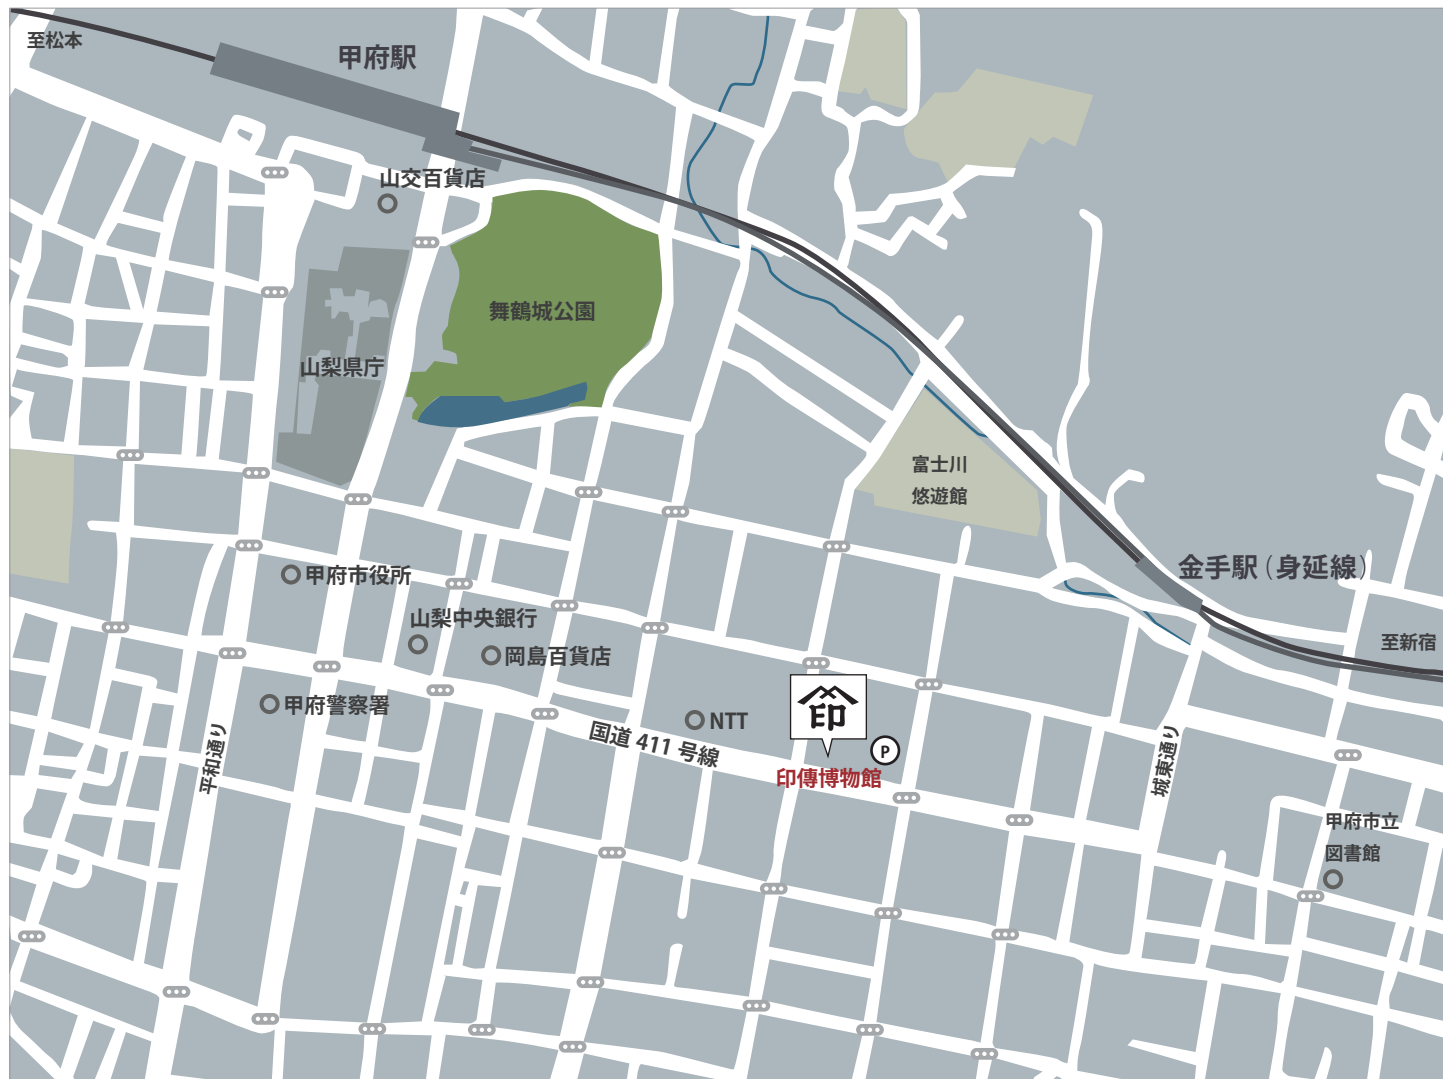 至松本
甲府駅
山交百貨店
舞鶴城公園
山梨県庁
富士川
悠遊館
金手駅（身延線）
甲府市役所
山梨中央銀行
岡島百貨店
至新宿
甲府警察署
NTT
国道 411 号線
印
P
印傳博物館
平和通り
城東通り
甲府市立
図書館